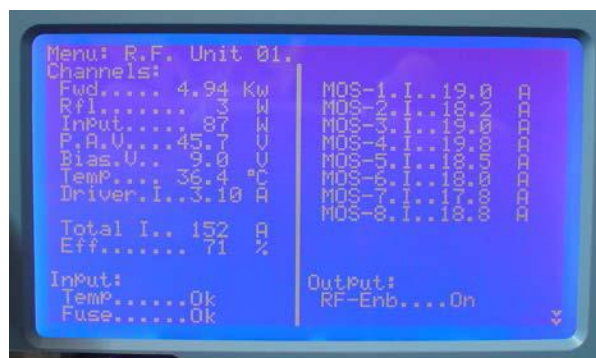 Menu: R.F. Unit 01.
Channels:
Fwd..... 4.94 Kw
Rfl....... 3 W
Input..... 87 W
P.A.V....45.7 V
Bias.V.. 9.0 V
Temp.... 36.4 °C
Driver.I..3.10 A
Total I.. 152 A
Eff....... 71 %
Input:
Temp......Ok
Fuse......Ok
MOS-1.I..19.0 A
MOS-2.I..18.2 A
MOS-3.I..19.0 A
MOS-4.I..19.8 A
MOS-5.I..18.5 A
MOS-6.I..18.0 A
MOS-7.I..17.8 A
MOS-8.I..18.8 A
Output:
RF-Enb....On